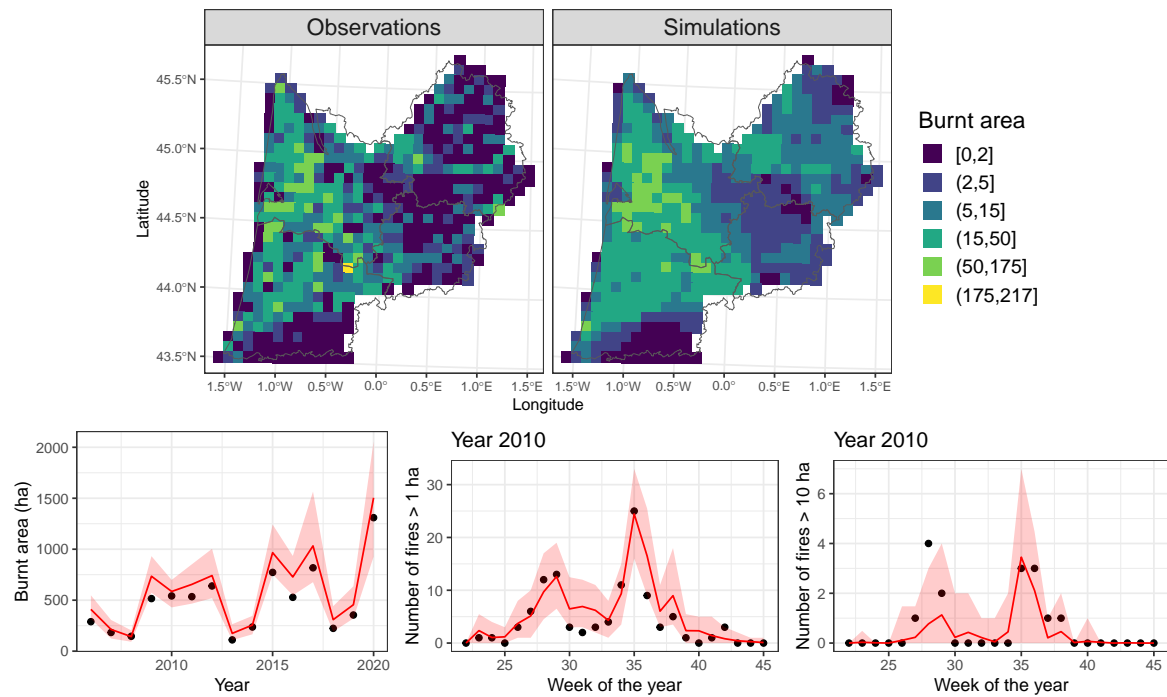 Observations
Simulations
45.5°N
45.0°N
44.5°N
44.0°N
43.5°N
Latitude
1.5°W 1.0°W 0.5°W 0.0° 0.5°E 1.0°E 1.5°E
1.5°W 1.0°W 0.5°W 0.0° 0.5°E 1.0°E 1.5°E
Longitude
Burnt area
[0,2]
(2,5]
(5,15]
(15,50]
(50,175]
(175,217]
2000
1500
1000
500
0
Burnt area (ha)
2010 2015 2020
Year
Year 2010
30
20
10
0
Number of fires > 1 ha
25 30 35 40 45
Week of the year
Year 2010
6
4
2
0
Number of fires > 10 ha
25 30 35 40 45
Week of the year